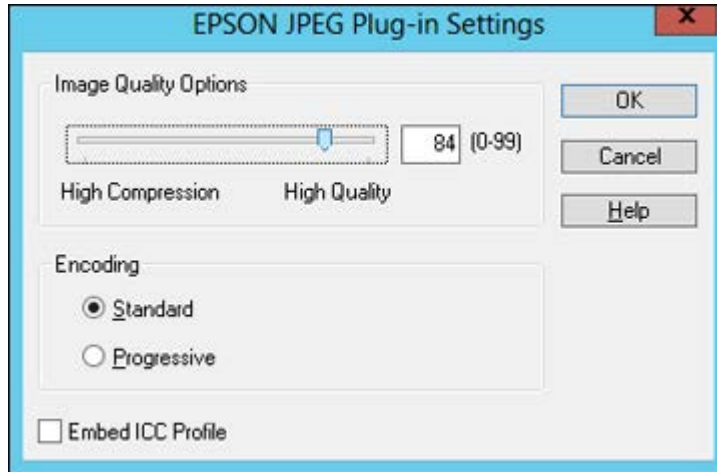 EPSON JPEG Plug-in Settings
x
Image Quality Options
84 (0-99)
High Compression High Quality
OK
Cancel
Help
Encoding
Standard
Progressive
Embed ICC Profile